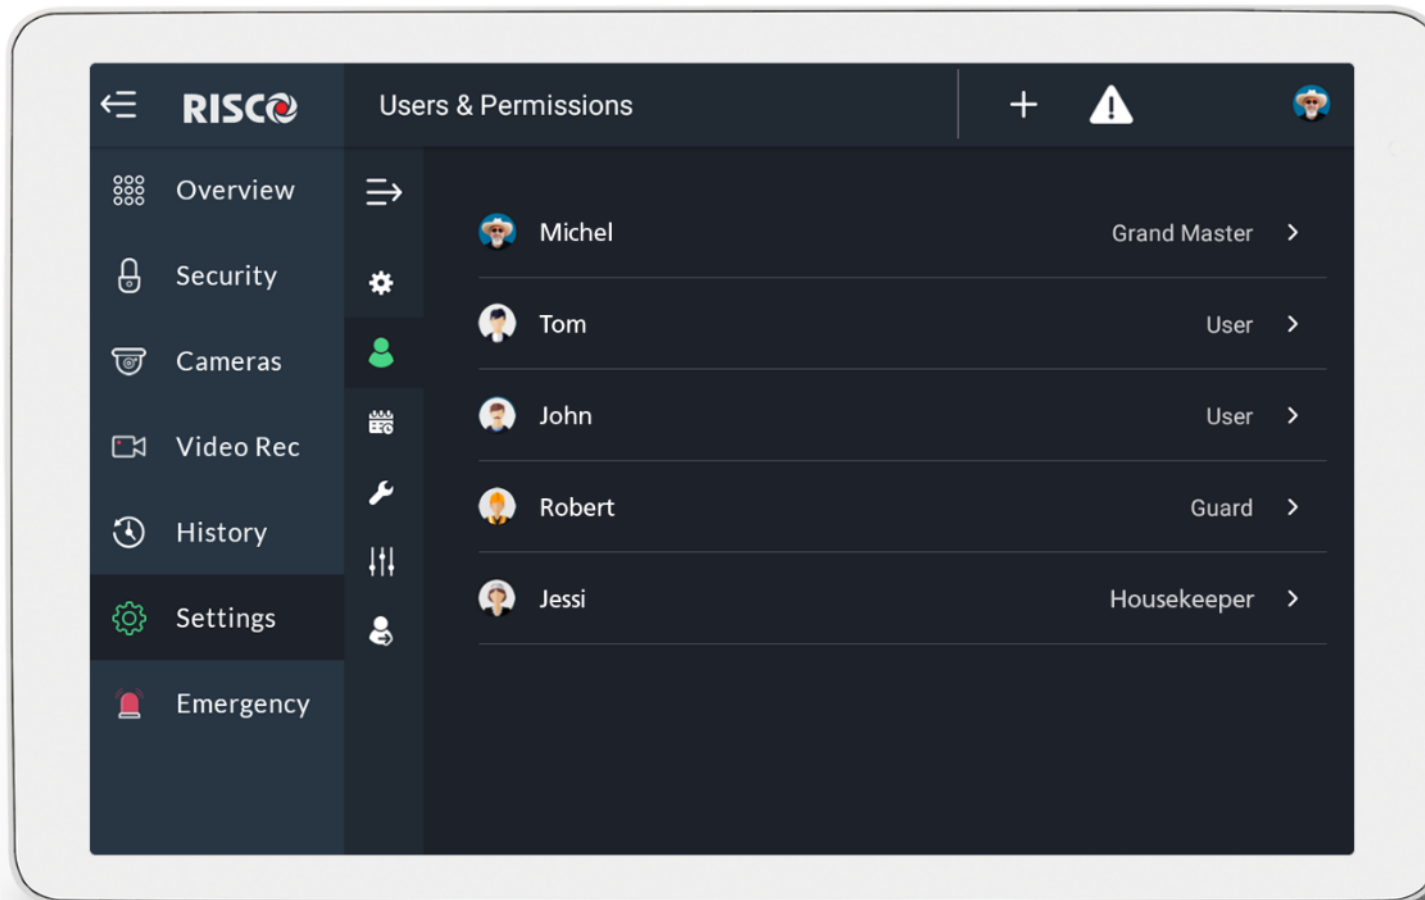 RISCO
Users & Permissions
Overview
Security
Cameras
Video Rec
History
Settings
Emergency
Michel
Grand Master
Tom
User
John
User
Robert
Guard
Jessi
Housekeeper